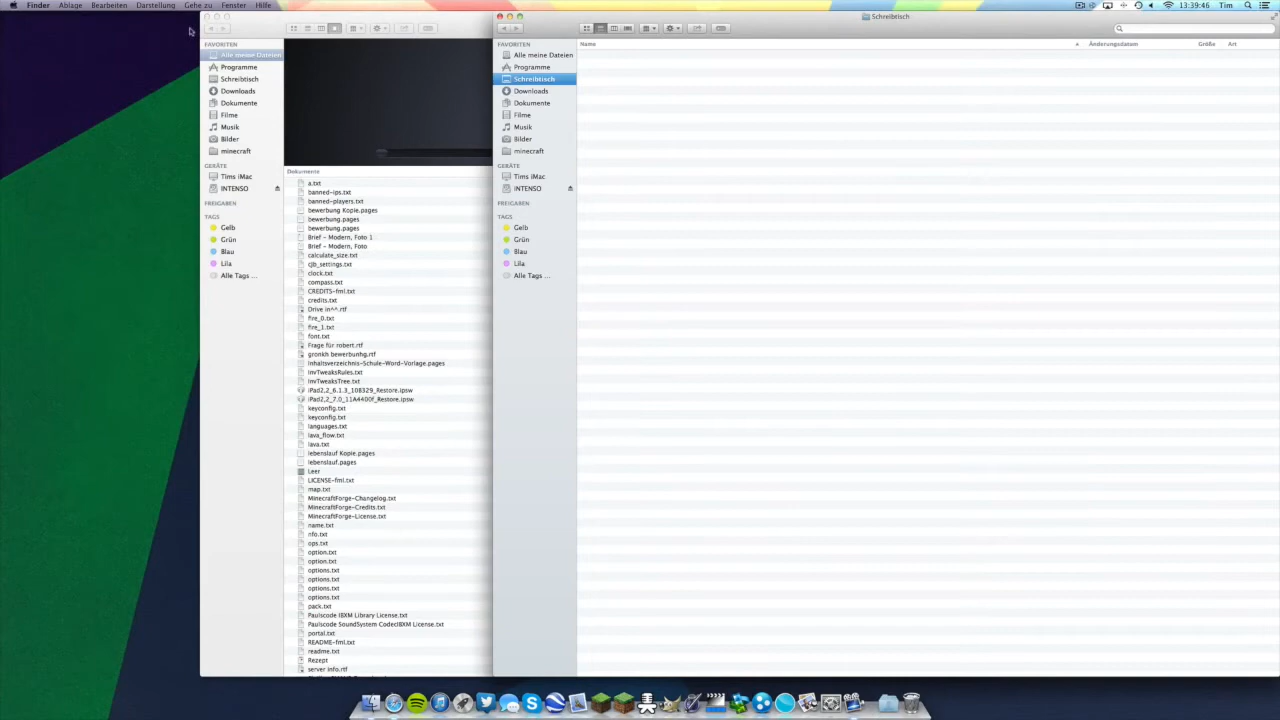 Finder Ablage Bearbeiten Darstellung Gehe zu Fenster Hilfe
FAVORITEN
Alle meine Dateien
Programme
Schreibtisch
Downloads
Dokumente
Filme
Musik
Bilder
minecraft
GERÄTE
Tims iMac
INTENSO
FREIGABEN
TAGS
Gelb
Grün
Blau
Lila
Alle Tags ...
Dokumente
a.txt
banned-ips.txt
banned-players.txt
bewerbung Kopie.pages
bewerbung.pages
bewerbung.pages
Brief - Modern, Foto 1
Brief - Modern, Foto
calculate_size.txt
cjb_settings.txt
clock.txt
compass.txt
CREDITS-fml.txt
credits.txt
Drive in^^.rtf
fire_0.txt
fire_1.txt
font.txt
Frage für robert.rtf
gronkh bewerbunhg.rtf
Inhaltsverzeichnis-Schule-Word-Vorlage.pages
InvTweaksRules.txt
InvTweaksTree.txt
iPad2,2_6.1.3_10B329_Restore.ipsw
iPad2,2_7.0_11A4400f_Restore.ipsw
keyconfig.txt
keyconfig.txt
languages.txt
lava_flow.txt
lava.txt
lebenslauf Kopie.pages
lebenslauf.pages
Leer
LICENSE-fml.txt
map.txt
MinecraftForge-Changelog.txt
MinecraftForge-Credits.txt
MinecraftForge-License.txt
name.txt
nfo.txt
ops.txt
option.txt
option.txt
options.txt
options.txt
options.txt
options.txt
pack.txt
Paulscode IBXM Library License.txt
Paulscode SoundSystem CodecIBXM License.txt
portal.txt
README-fml.txt
readme.txt
Rezept
server info.rtf
Schreibtisch
FAVORITEN
Alle meine Dateien
Programme
Schreibtisch
Downloads
Dokumente
Filme
Musik
Bilder
minecraft
GERÄTE
Tims iMac
INTENSO
FREIGABEN
TAGS
Gelb
Grün
Blau
Lila
Alle Tags ...
Name Änderungsdatum Größe Art